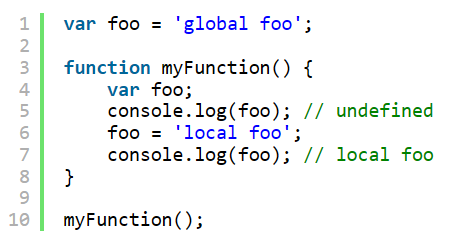 1 var foo = 'global foo';
2
3 function myFunction() {
4     var foo;
5     console.log(foo); // undefined
6     foo = 'local foo';
7     console.log(foo); // local foo
8 }
9
10 myFunction();